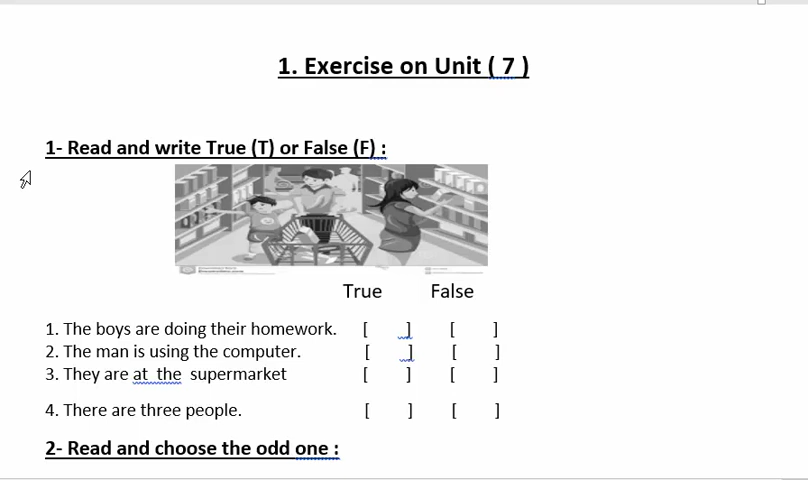 1. Exercise on Unit ( 7 )
1- Read and write True (T) or False (F) :
True False
1. The boys are doing their homework. [ ] [ ]
2. The man is using the computer. [ ] [ ]
3. They are at the supermarket [ ] [ ]
4. There are three people. [ ] [ ]
2- Read and choose the odd one :